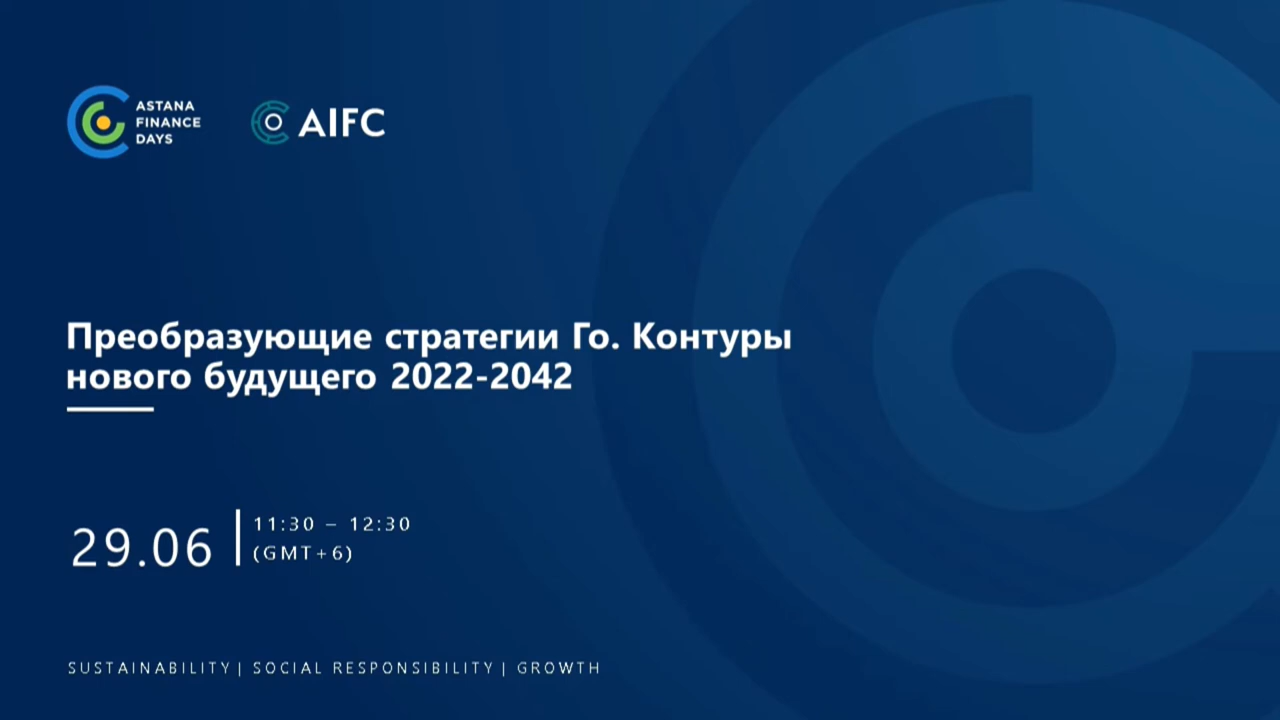 ASTANA
FINANCE
DAYS
AIFC
Преобразующие стратегии Го. Контуры
нового будущего 2022-2042
29.06
11:30 – 12:30
(GMT+6)
SUSTAINABILITY | SOCIAL RESPONSIBILITY | GROWTH